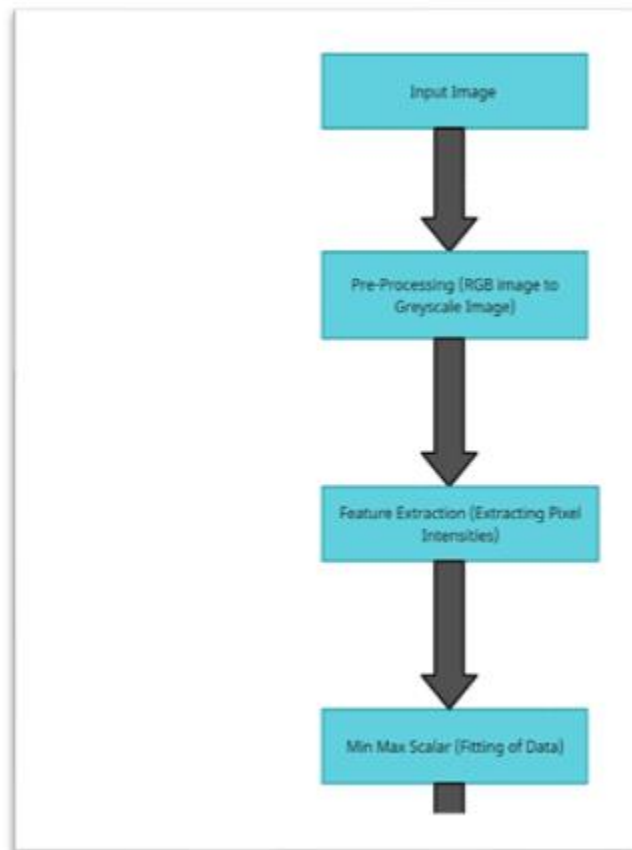 Input Image
Pre-Processing (RGB image to
Greyscale Image)
Feature Extraction (Extracting Pixel
Intensities)
Min Max Scalar (Fitting of Data)